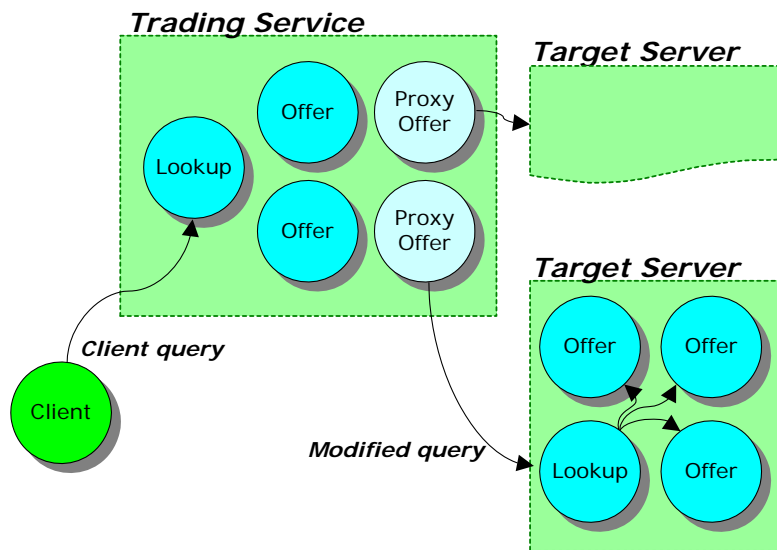 Trading Service
Target Server
Offer
Proxy
Offer
Lookup
Offer
Proxy
Offer
Target Server
Client query
Offer
Offer
Client
Modified query
Lookup
Offer